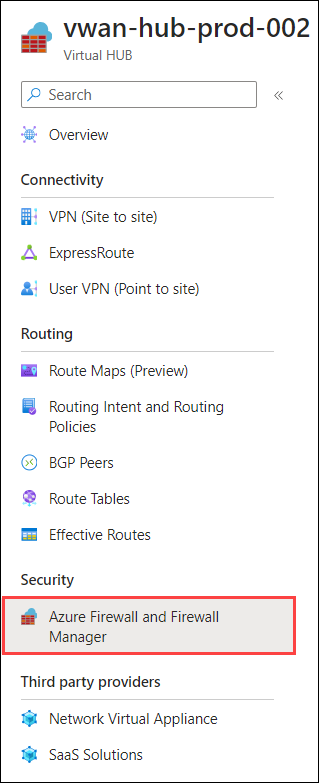 vwan-hub-prod-002
Virtual HUB
Search
«
Overview
Connectivity
VPN (Site to site)
ExpressRoute
User VPN (Point to site)
Routing
Route Maps (Preview)
Routing Intent and Routing
Policies
BGP Peers
Route Tables
Effective Routes
Security
Azure Firewall and Firewall
Manager
Third party providers
Network Virtual Appliance
SaaS Solutions